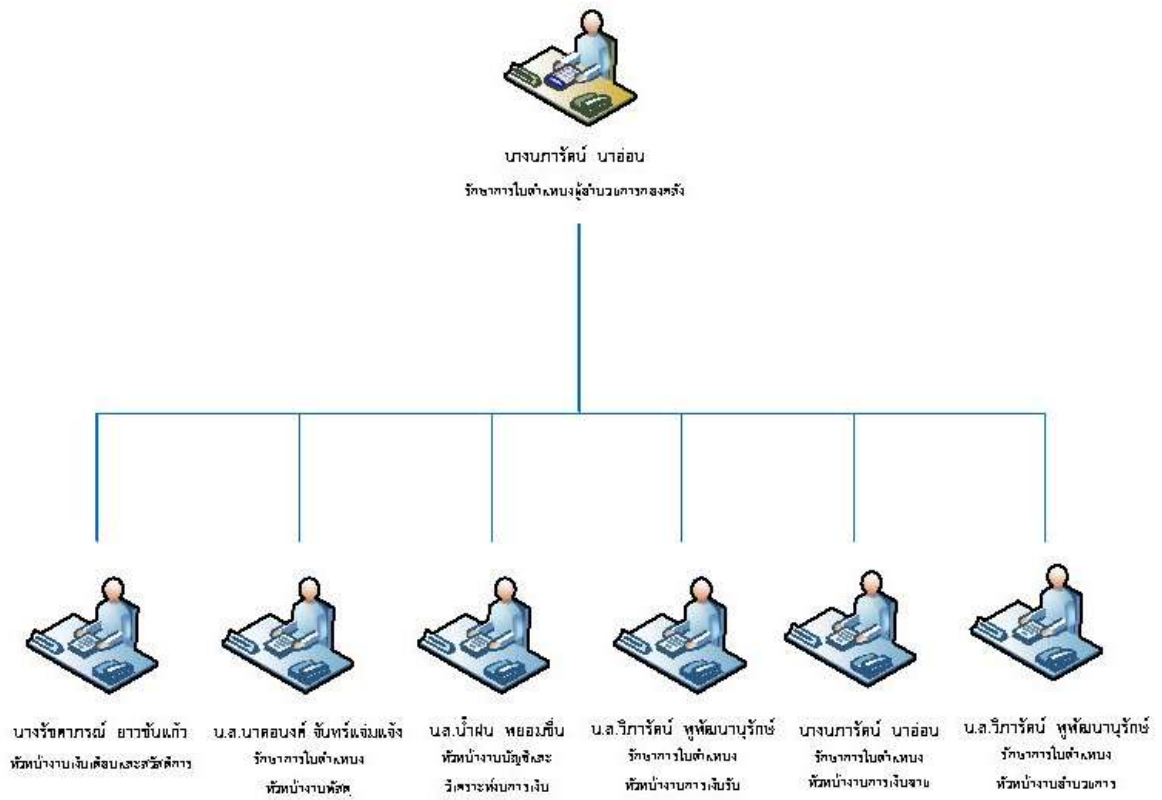 นางนภารัตน์ นาอ่อน
รักษาการในตำแหน่งผู้อำนวยการกองคลัง
นางรัชดาภรณ์ ยาวขันแก้ว
หัวหน้างานเงินเดือนและสวัสดิการ
น.ส.นาตอนงค์ จันทร์แจ่มแจ้ง
รักษาการในตำแหน่ง
หัวหน้างานพัสดุ
น.ส.น้ำฝน พยอมชื่น
หัวหน้างานบัญชีและ
วิเคราะห์งบการเงิน
น.ส.วิภารัตน์ พูพัฒนานุรักษ์
รักษาการในตำแหน่ง
หัวหน้างานการเงินรับ
นางนภารัตน์ นาอ่อน
รักษาการในตำแหน่ง
หัวหน้างานการเงินจ่าย
น.ส.วิภารัตน์ พูพัฒนานุรักษ์
รักษาการในตำแหน่ง
หัวหน้างานอำนวยการ